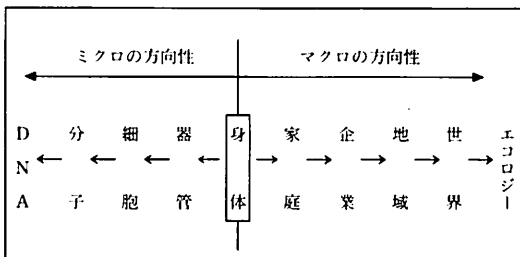 ミクロの方向性
マクロの方向性
DNA
分子
細胞
器管
身体
家庭
企業
地域
世界
エコロジー